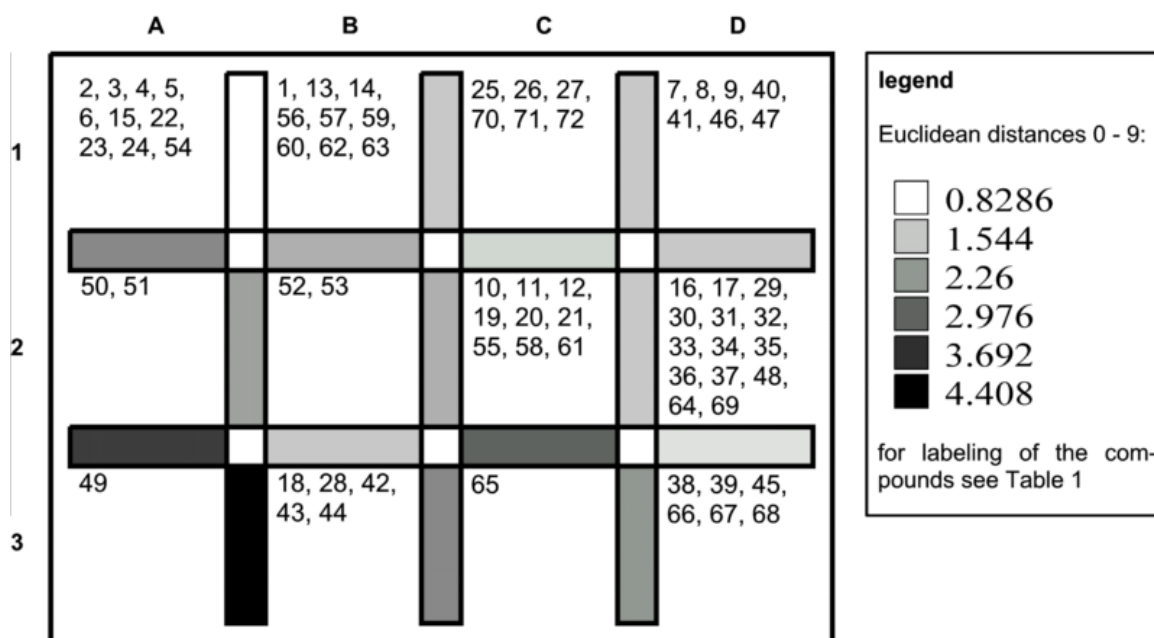 A B C D
1
2, 3, 4, 5,
6, 15, 22,
23, 24, 54
1, 13, 14,
56, 57, 59,
60, 62, 63
25, 26, 27,
70, 71, 72
7, 8, 9, 40,
41, 46, 47
2
50, 51
52, 53
10, 11, 12,
19, 20, 21,
55, 58, 61
16, 17, 29,
30, 31, 32,
33, 34, 35,
36, 37, 48,
64, 69
3
49
18, 28, 42,
43, 44
65
38, 39, 45,
66, 67, 68
legend
Euclidean distances 0 - 9:
0.8286
1.544
2.26
2.976
3.692
4.408
for labeling of the com-
pounds see Table 1